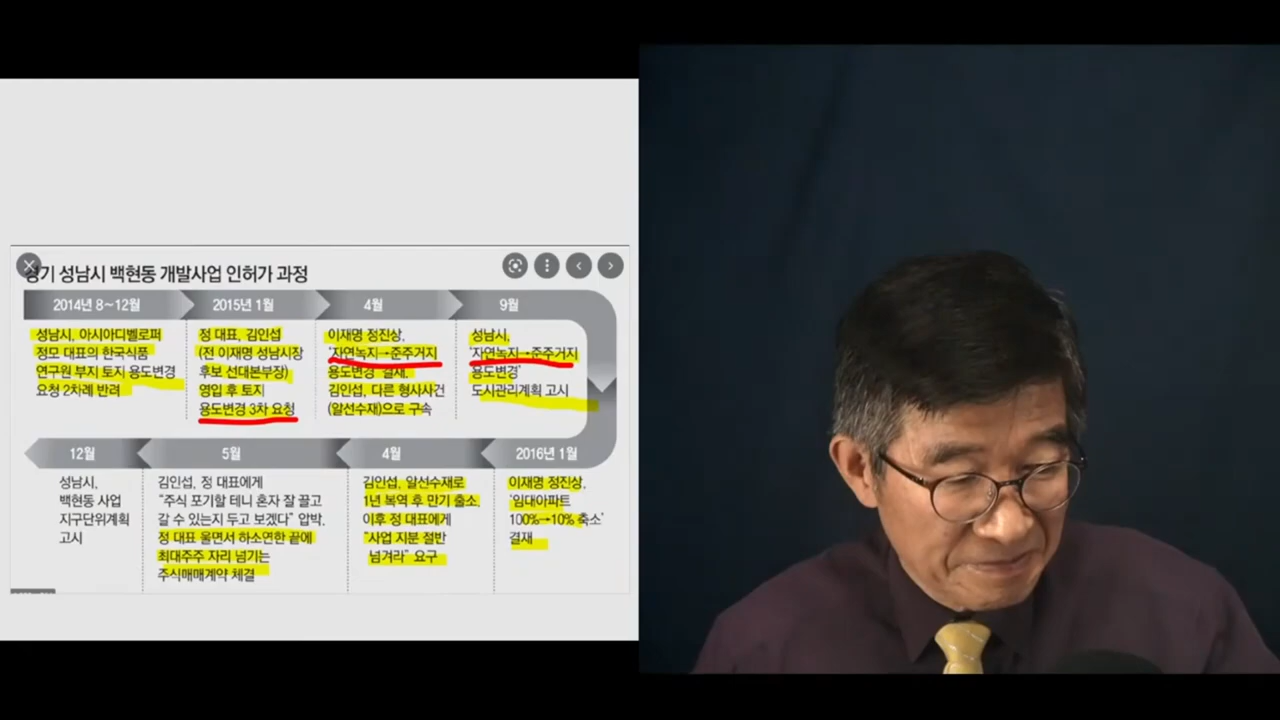 경기 성남시 백현동 개발사업 인허가 과정
2014년 8~12월
성남시, 아시아디벨로퍼
정모 대표의 한국식품
연구원 부지 토지 용도변경
요청 2차례 반려
2015년 1월
정 대표, 김인섭
(전 이재명 성남시장
후보 선대본부장)
영입 후 토지
용도변경 3차 요청
4월
이재명 정진상,
'자연녹지→준주거지
용도변경' 결재.
김인섭, 다른 형사사건
(알선수재)으로 구속
9월
성남시,
'자연녹지→준주거지
용도변경'
도시관리계획 고시
2016년 1월
이재명 정진상,
'임대아파트
100%→10% 축소'
결재
4월
김인섭, 알선수재로
1년 복역 후 만기 출소.
이후 정 대표에게
"사업 지분 절반
넘겨라" 요구
5월
김인섭, 정 대표에게
"주식 포기할 테니 혼자 잘 끌고
갈 수 있는지 두고 보겠다" 압박.
정 대표 울면서 하소연한 끝에
최대주주 자리 넘기는
주식매매계약 체결
12월
성남시,
백현동 사업
지구단위계획
고시